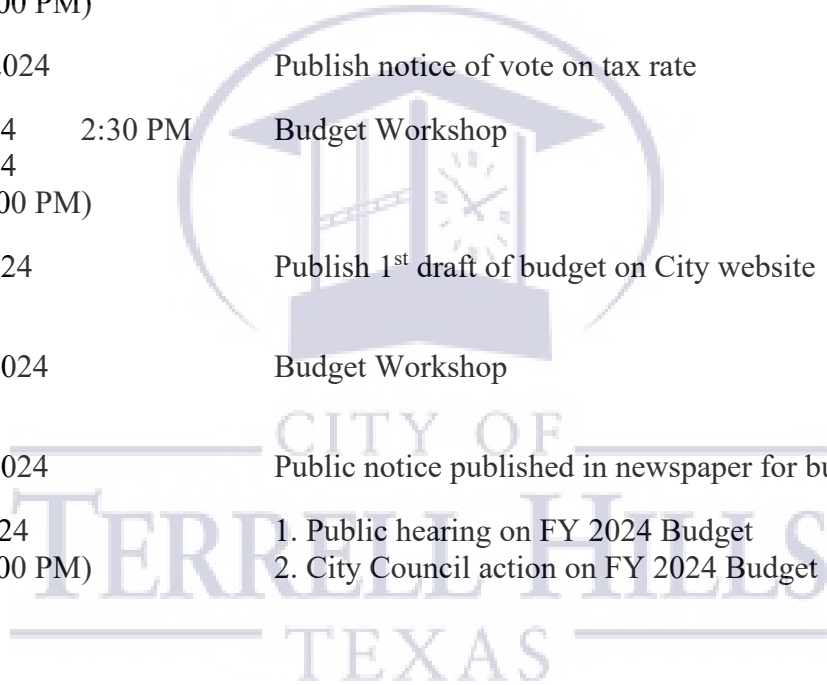 00 PM)
024 Publish notice of vote on tax rate
4 2:30 PM Budget Workshop
4
00 PM)
24 Publish 1st draft of budget on City website
024 Budget Workshop
CITY OF
024 Public notice published in newspaper for bu
TERRELL HILLS
24 1. Public hearing on FY 2024 Budget
00 PM) 2. City Council action on FY 2024 Budget
TEXAS